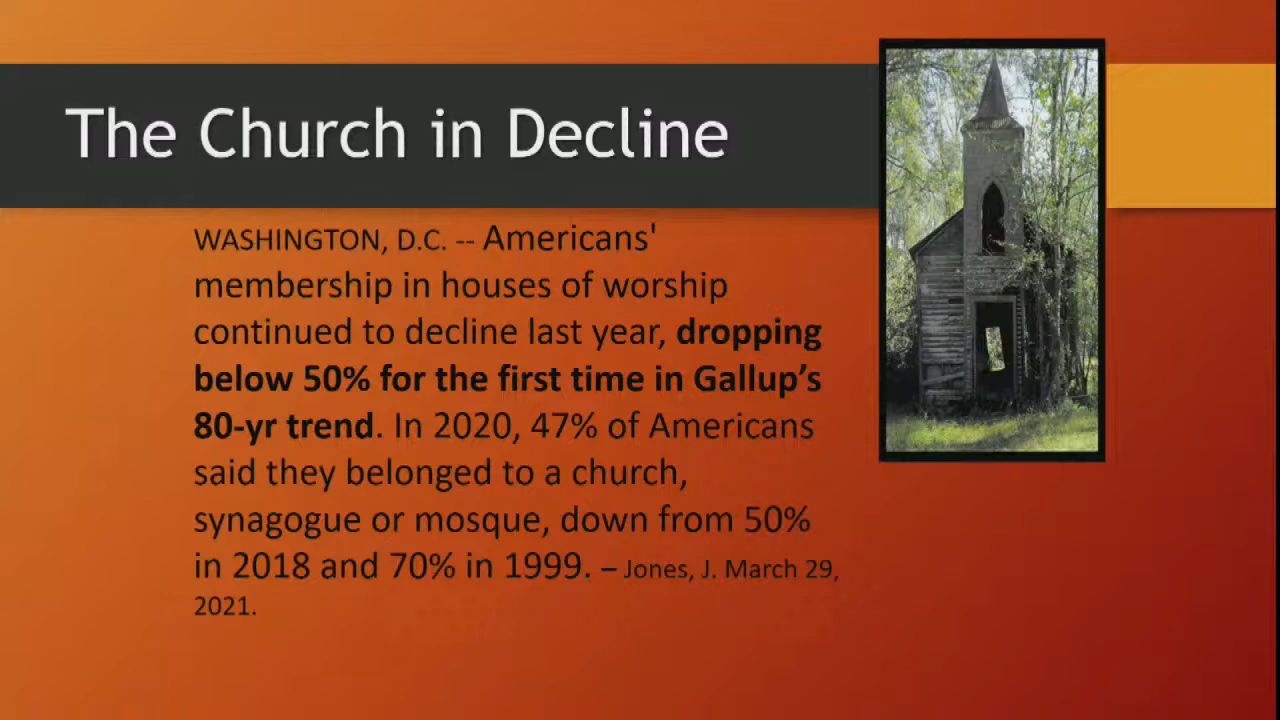 The Church in Decline
WASHINGTON, D.C. -- Americans'
membership in houses of worship
continued to decline last year, dropping
below 50% for the first time in Gallup’s
80-yr trend. In 2020, 47% of Americans
said they belonged to a church,
synagogue or mosque, down from 50%
in 2018 and 70% in 1999. – Jones, J. March 29,
2021.